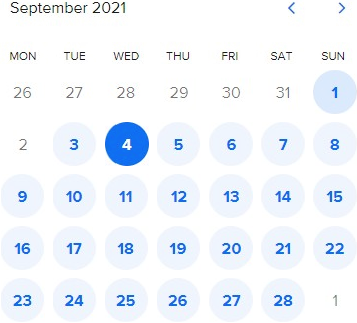 September 2021
MON TUE WED THU FRI SAT SUN
26 27 28 29 30 31 1
2 3 4 5 6 7 8
9 10 11 12 13 14 15
16 17 18 19 20 21 22
23 24 25 26 27 28 1